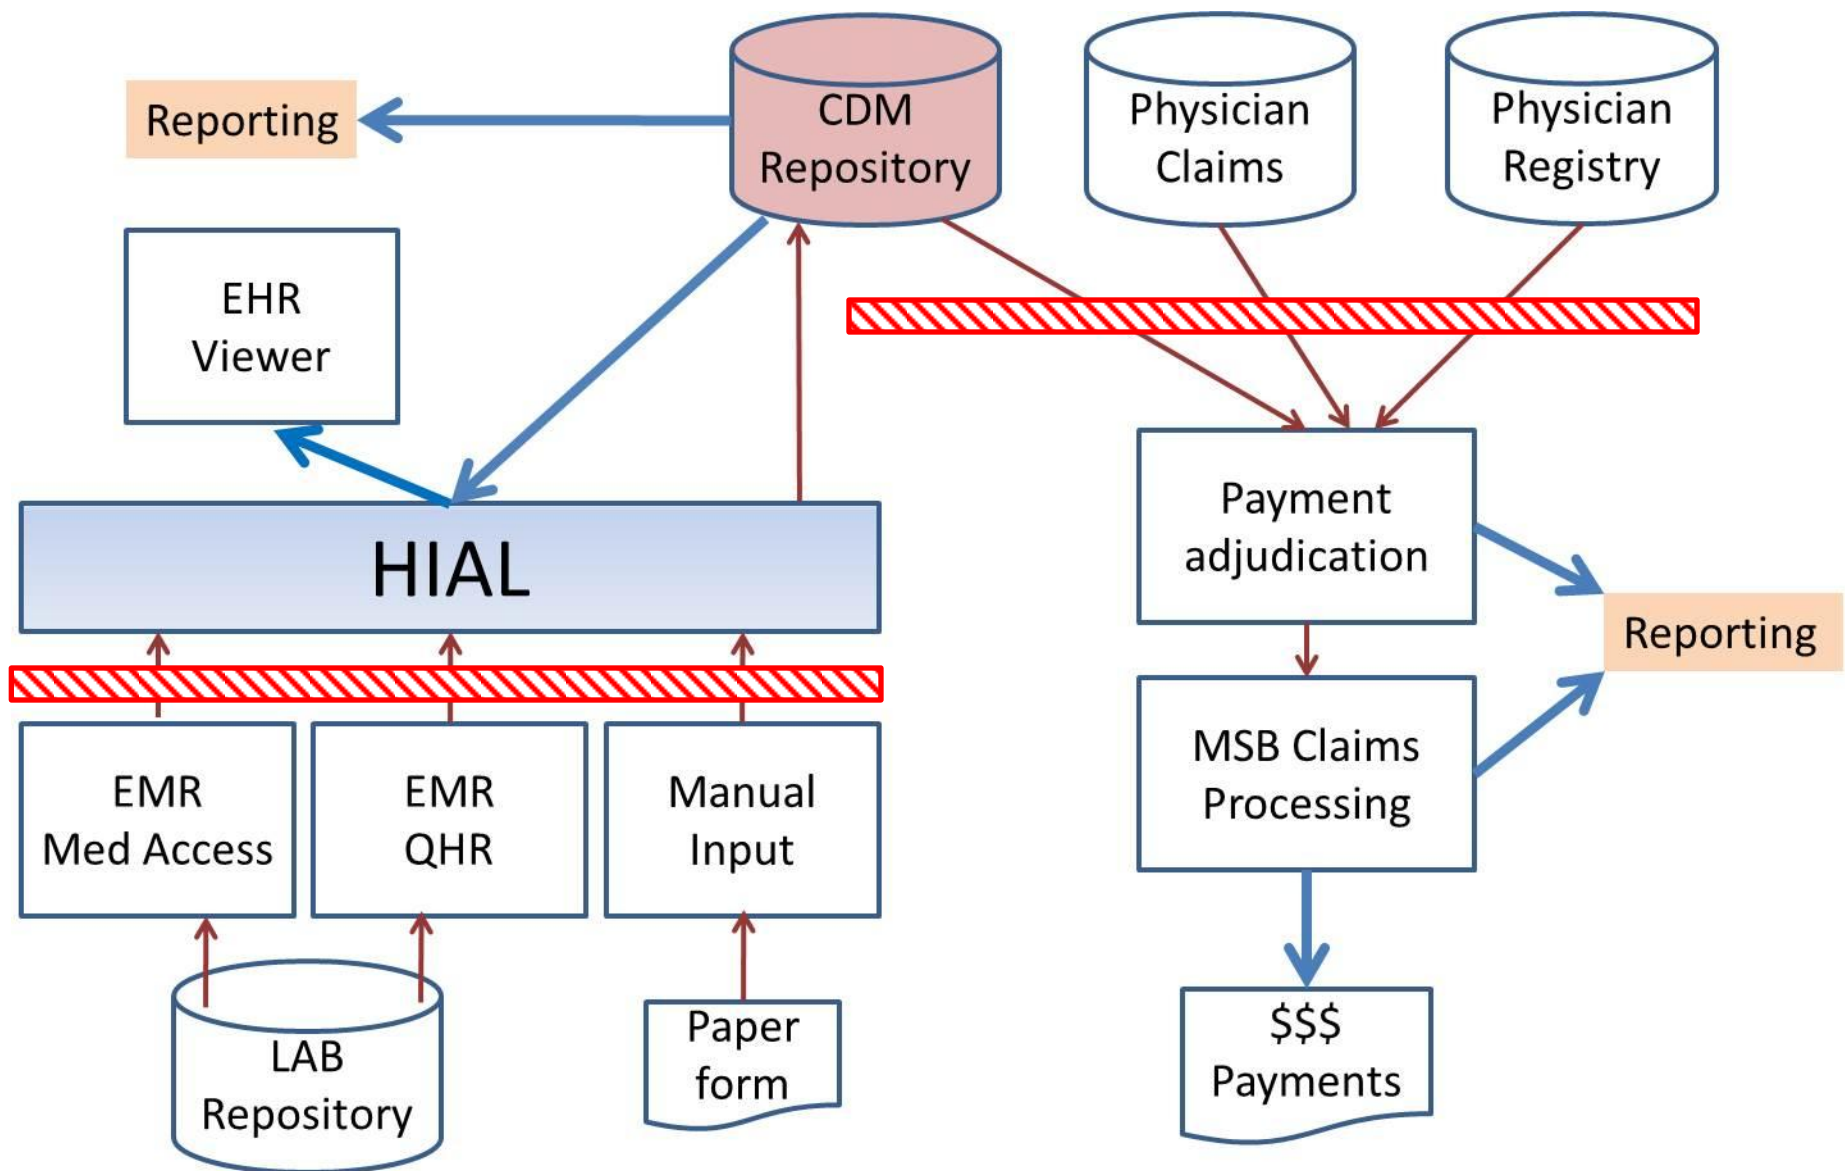 Reporting
CDM
Repository
Physician
Claims
Physician
Registry
EHR
Viewer
HIAL
Payment
adjudication
Reporting
EMR
Med Access
EMR
QHR
Manual
Input
MSB Claims
Processing
LAB
Repository
Paper
form
$$$
Payments